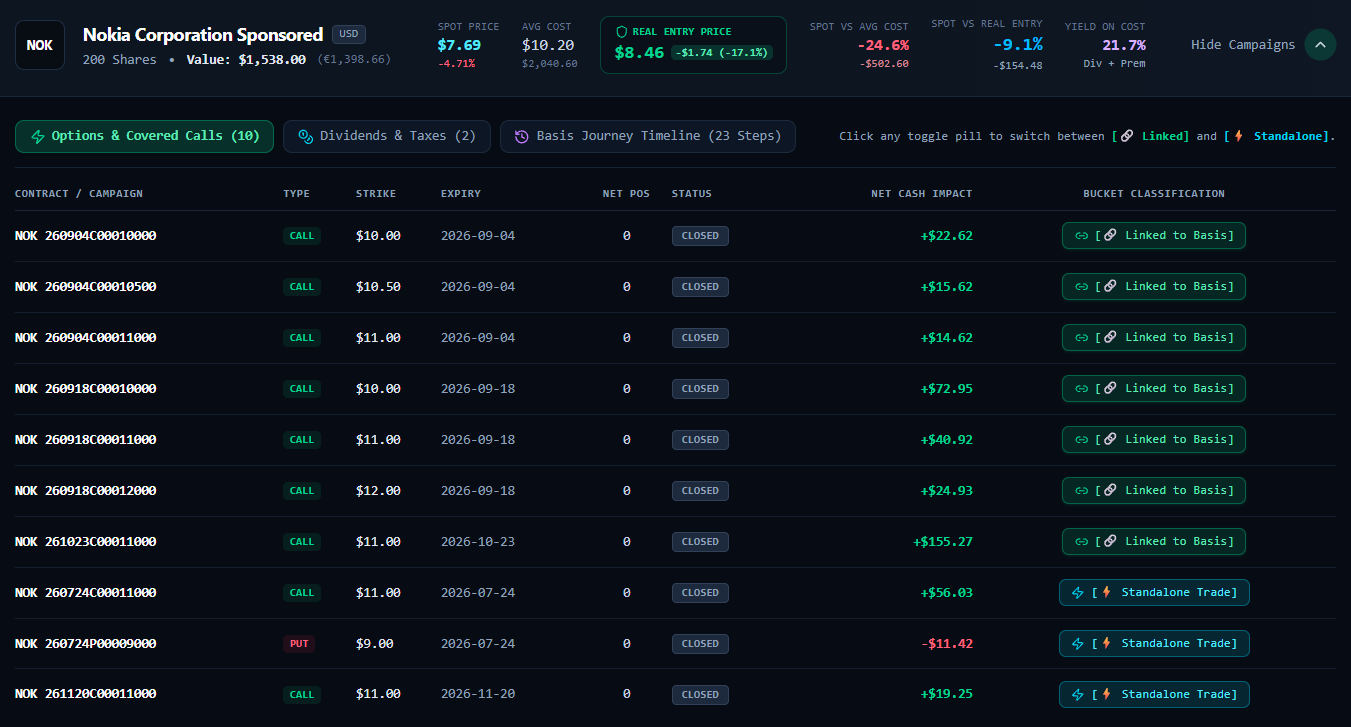 NOK
Nokia Corporation Sponsored USD
200 Shares • Value: $1,538.00 (€1,398.66)
SPOT PRICE
$7.69
-4.71%
AVG COST
$10.20
$2,040.60
REAL ENTRY PRICE
$8.46 -$1.74 (-17.1%)
SPOT VS AVG COST
-24.6%
-$502.60
SPOT VS REAL ENTRY
-9.1%
-$154.48
YIELD ON COST
21.7%
Div + Prem
Hide Campaigns
Options & Covered Calls (10)
Dividends & Taxes (2)
Basis Journey Timeline (23 Steps)
Click any toggle pill to switch between [🔗 Linked] and [⚡ Standalone].
CONTRACT / CAMPAIGN TYPE STRIKE EXPIRY NET POS STATUS NET CASH IMPACT BUCKET CLASSIFICATION
NOK 260904C00010000 CALL $10.00 2026-09-04 0 CLOSED +$22.62 [🔗 Linked to Basis]
NOK 260904C00010500 CALL $10.50 2026-09-04 0 CLOSED +$15.62 [🔗 Linked to Basis]
NOK 260904C00011000 CALL $11.00 2026-09-04 0 CLOSED +$14.62 [🔗 Linked to Basis]
NOK 260918C00010000 CALL $10.00 2026-09-18 0 CLOSED +$72.95 [🔗 Linked to Basis]
NOK 260918C00011000 CALL $11.00 2026-09-18 0 CLOSED +$40.92 [🔗 Linked to Basis]
NOK 260918C00012000 CALL $12.00 2026-09-18 0 CLOSED +$24.93 [🔗 Linked to Basis]
NOK 261023C00011000 CALL $11.00 2026-10-23 0 CLOSED +$155.27 [🔗 Linked to Basis]
NOK 260724C00011000 CALL $11.00 2026-07-24 0 CLOSED +$56.03 [⚡ Standalone Trade]
NOK 260724P00009000 PUT $9.00 2026-07-24 0 CLOSED -$11.42 [⚡ Standalone Trade]
NOK 261120C00011000 CALL $11.00 2026-11-20 0 CLOSED +$19.25 [⚡ Standalone Trade]